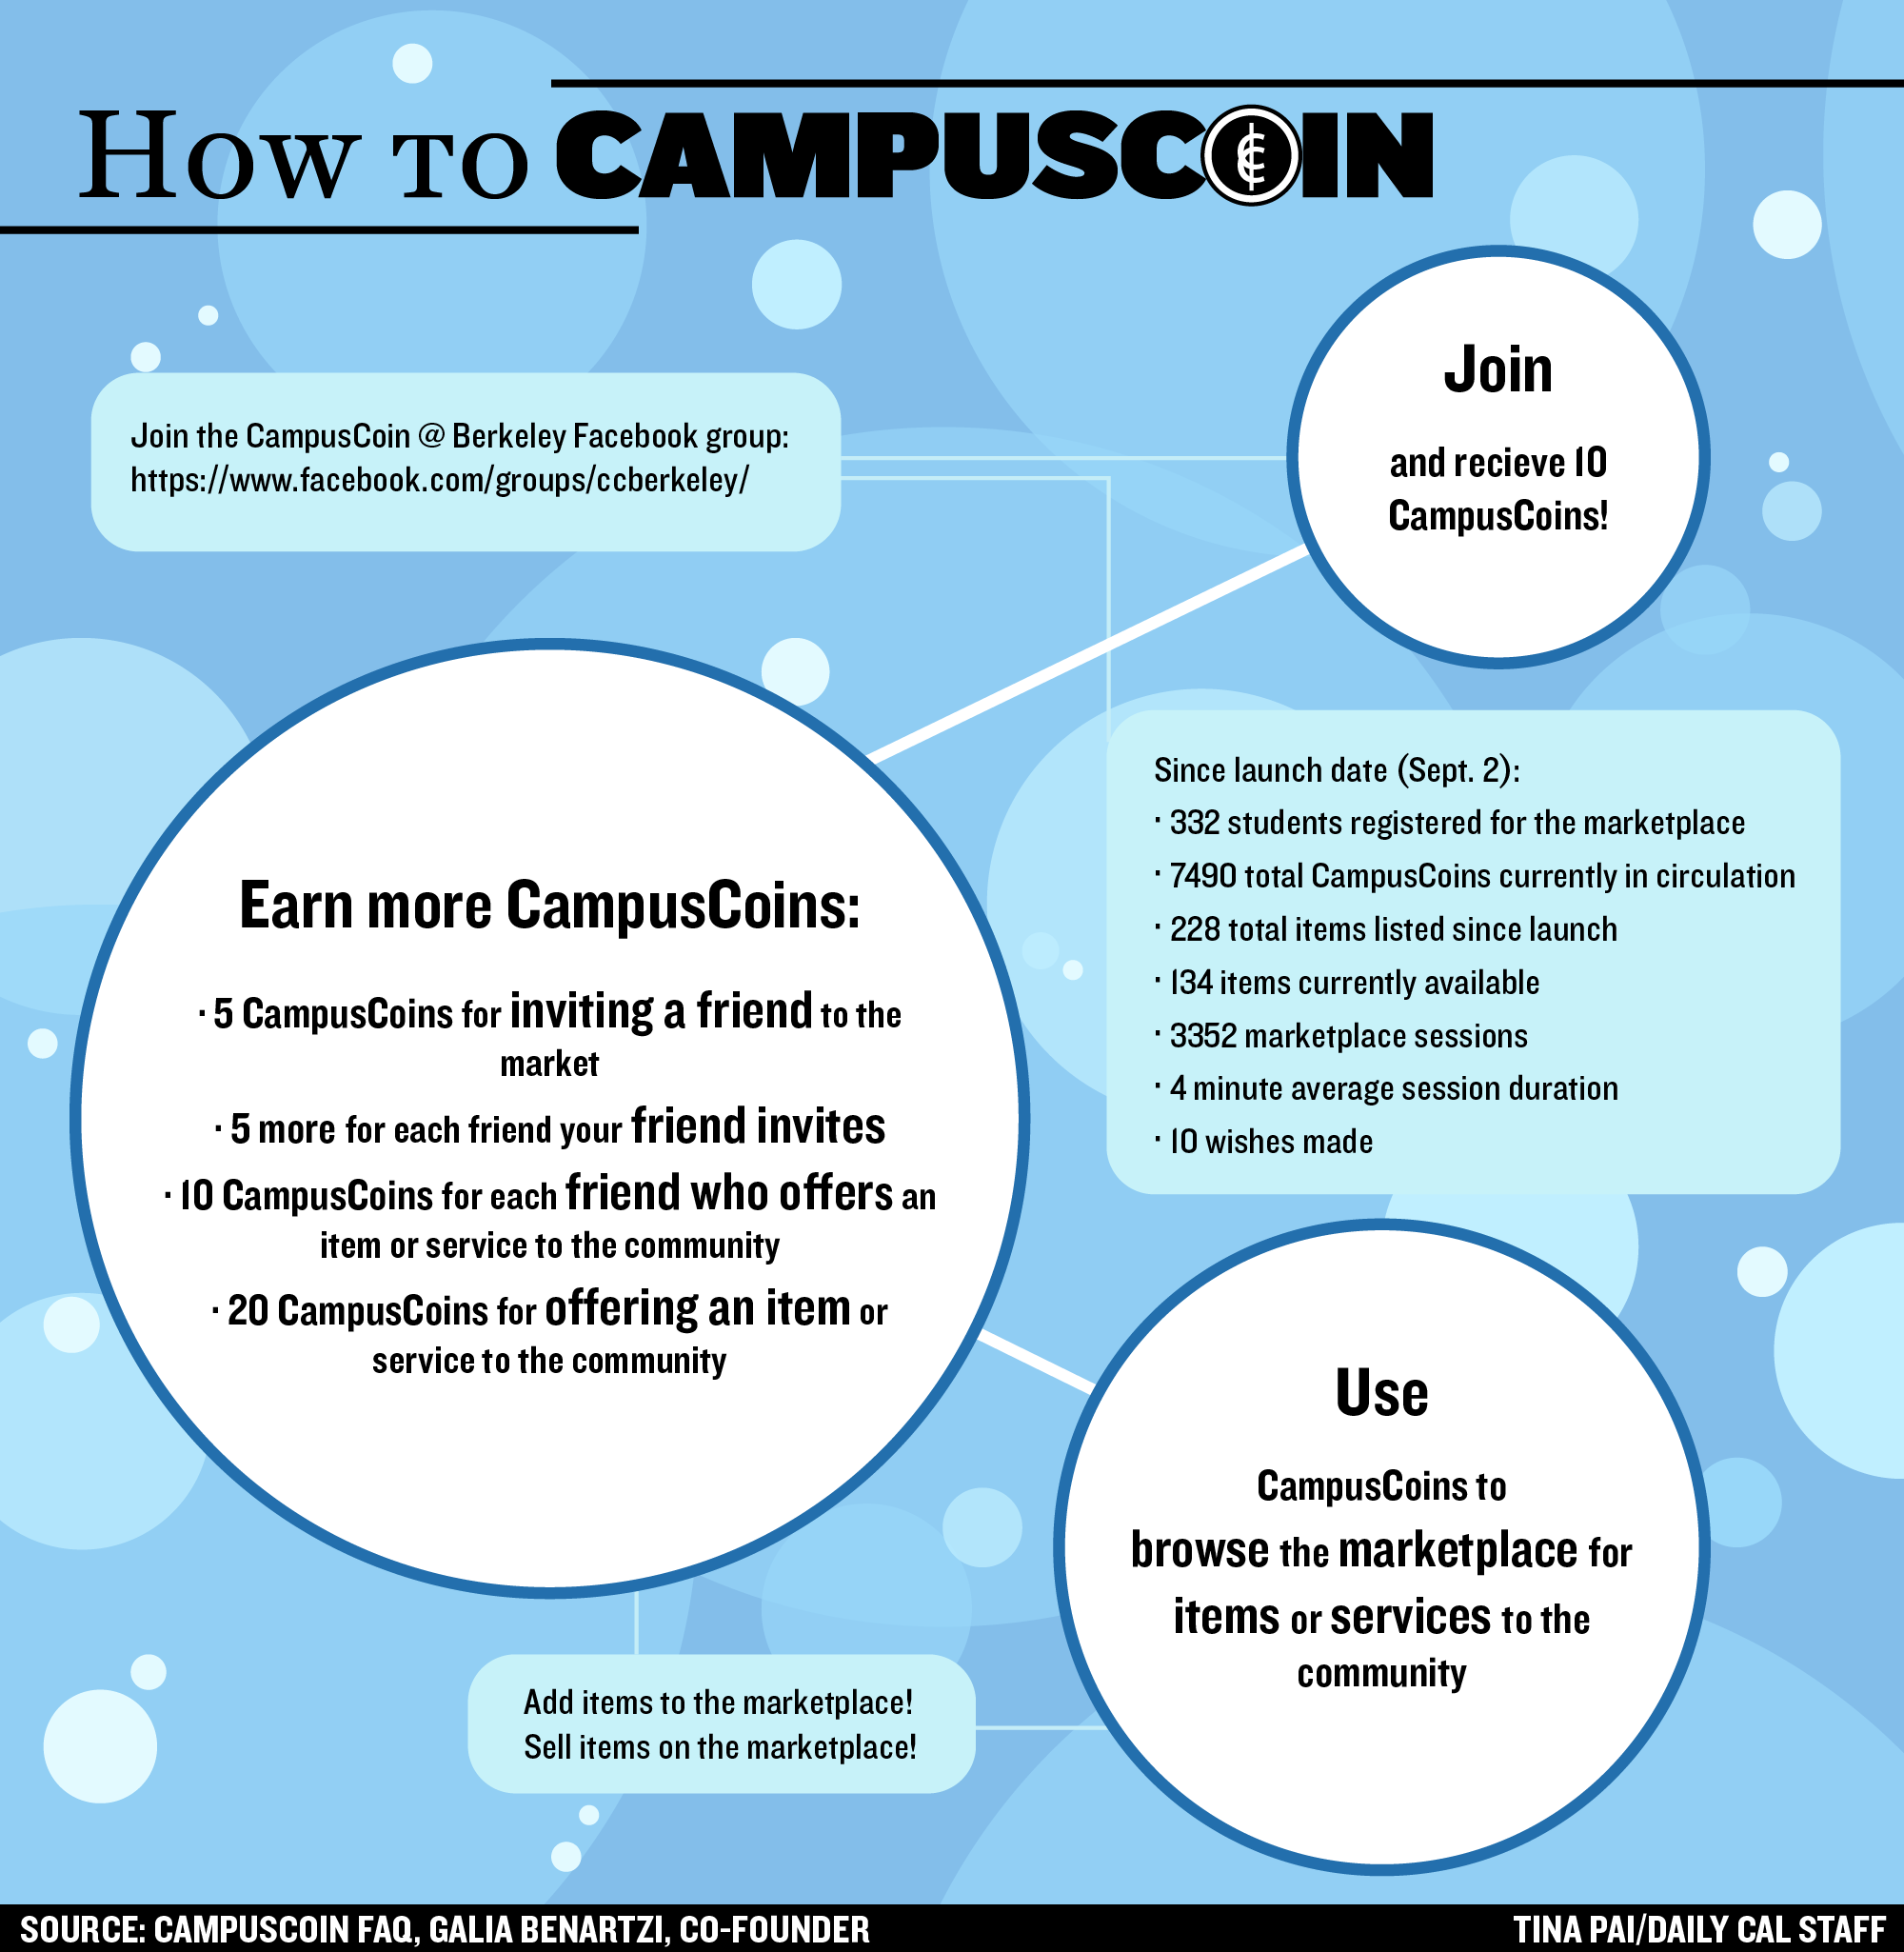 How to CAMPUSCOIN
Join the CampusCoin @ Berkeley Facebook group:
https://www.facebook.com/groups/ccberkeley/
Join
and recieve 10
CampusCoins!
Since launch date (Sept. 2):
· 332 students registered for the marketplace
· 7490 total CampusCoins currently in circulation
· 228 total items listed since launch
· 134 items currently available
· 3352 marketplace sessions
· 4 minute average session duration
· 10 wishes made
Earn more CampusCoins:
· 5 CampusCoins for inviting a friend to the
market
· 5 more for each friend your friend invites
· 10 CampusCoins for each friend who offers an
item or service to the community
· 20 CampusCoins for offering an item or
service to the community
Use
CampusCoins to
browse the marketplace for
items or services to the
community
Add items to the marketplace!
Sell items on the marketplace!
SOURCE: CAMPUSCOIN FAQ, GALIA BENARTZI, CO-FOUNDER
TINA PAI/DAILY CAL STAFF